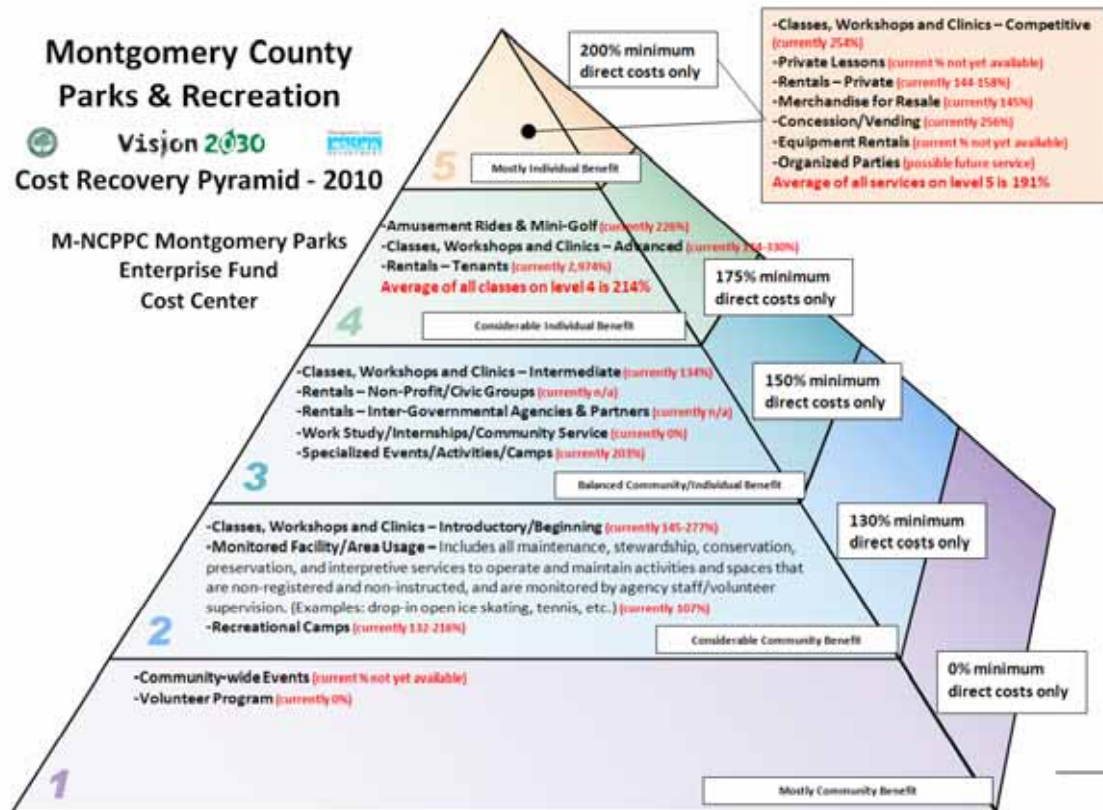 Montgomery County
Parks & Recreation
Vision 2030
Cost Recovery Pyramid - 2010
M-NCPPC Montgomery Parks
Enterprise Fund
Cost Center
200% minimum
direct costs only
-Classes, Workshops and Clinics – Competitive
(currently 254%)
-Private Lessons (current % not yet available)
-Rentals – Private (currently 144-158%)
-Merchandise for Resale (currently 145%)
-Concession/Vending (currently 256%)
-Equipment Rentals (current % not yet available)
-Organized Parties (possible future service)
Average of all services on level 5 is 191%
5
Mostly Individual Benefit
-Amusement Rides & Mini-Golf (currently 226%)
-Classes, Workshops and Clinics – Advanced (currently
-Rentals – Tenants (currently 2,974%)
Average of all classes on level 4 is 214%
175% minimum
direct costs only
4
Considerable Individual Benefit
-Classes, Workshops and Clinics – Intermediate (currently 134%)
-Rentals – Non-Profit/Civic Groups (currently n/a)
-Rentals – Inter-Governmental Agencies & Partners (currently n/a)
-Work Study/Internships/Community Service (currently 0%)
-Specialized Events/Activities/Camps (currently 203%)
150% minimum
direct costs only
3
Balanced Community/Individual Benefit
-Classes, Workshops and Clinics – Introductory/Beginning (currently 145-277%)
-Monitored Facility/Area Usage – Includes all maintenance, stewardship, conservation,
preservation, and interpretive services to operate and maintain activities and spaces that
are non-registered and non-instructed, and are monitored by agency staff/volunteer
supervision. (Examples: drop-in open ice skating, tennis, etc.) (currently 107%)
-Recreational Camps (currently 132-216%)
130% minimum
direct costs only
2
Considerable Community Benefit
-Community-wide Events (current % not yet available)
-Volunteer Program (currently 0%)
0% minimum
direct costs only
1
Mostly Community Benefit